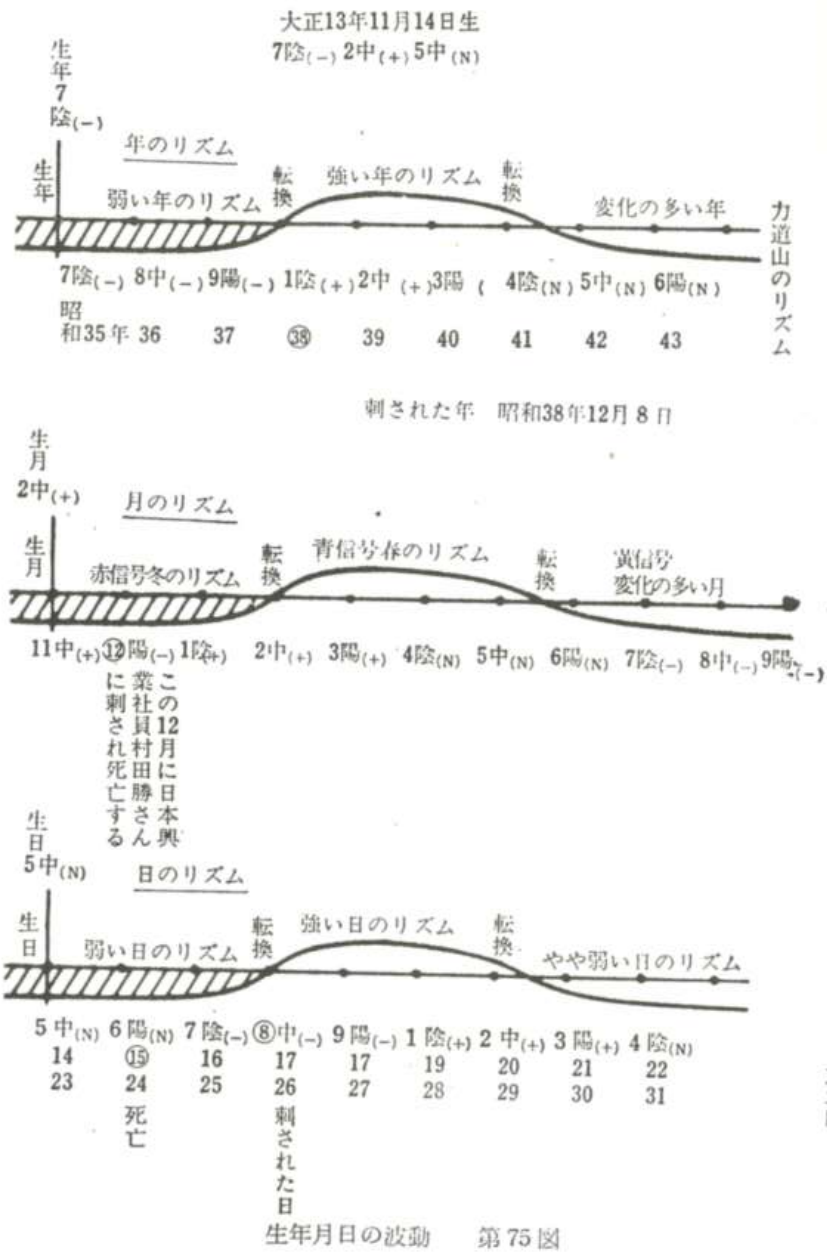 大正13年11月14日生
7陰(-) 2中(+) 5中(N)
生年7陰(-)
生年
年のリズム
弱い年のリズム
転換
強い年のリズム
転換
変化の多い年
力道山のリズム
7陰(-) 8中(-) 9陽(-) 1陰(+) 2中(+) 3陽( 4陰(N) 5中(N) 6陽(N)
昭和35年 36 37 ㊳ 39 40 41 42 43
刺された年 昭和38年12月8日
生月
2中(+)
生月
月のリズム
赤信号冬のリズム
転換
青信号春のリズム
転換
黄信号
変化の多い月
11中(+) ⑫陽(-) 1陰(+) 2中(+) 3陽(+) 4陰(N) 5中(N) 6陽(N) 7陰(-) 8中(-) 9陽(-)
この12月に日本興
業社員村田勝さん
に刺され死亡する
生日
5中(N)
生日
日のリズム
弱い日のリズム
転換
強い日のリズム
転換
やや弱い日のリズム
5中(N) 6陽(N) 7陰(-) ⑧中(-) 9陽(-) 1陰(+) 2中(+) 3陽(+) 4陰(N)
14 ⑮ 16 17 17 19 20 21 22
23 24 25 26 27 28 29 30 31
死亡
刺された日
生年月日の波動 第75図